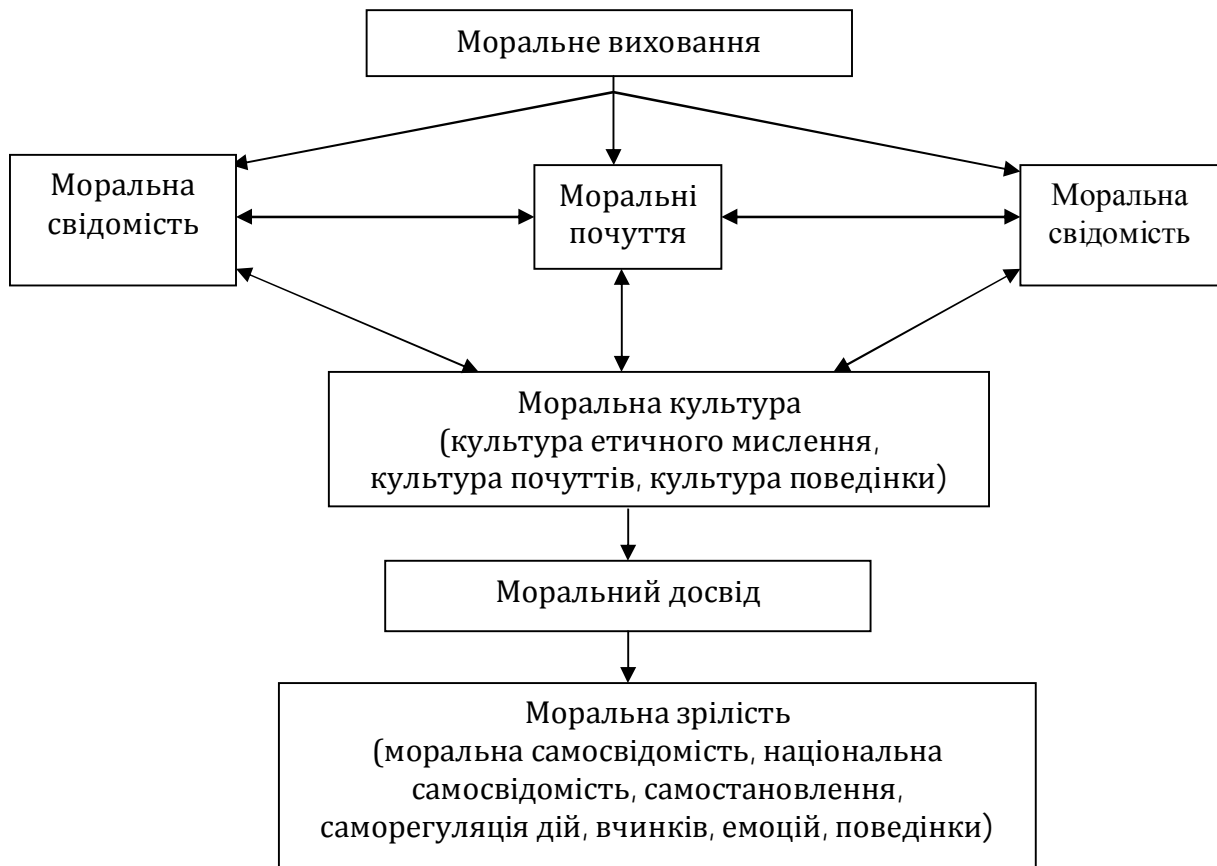 Моральне виховання
Моральна
свідомість
Моральні
почуття
Моральна
свідомість
Моральна культура
(культура етичного мислення,
культура почуттів, культура поведінки)
Моральний досвід
Моральна зрілість
(моральна самосвідомість, національна
самосвідомість, самостановлення,
саморегуляція дій, вчинків, емоцій, поведінки)